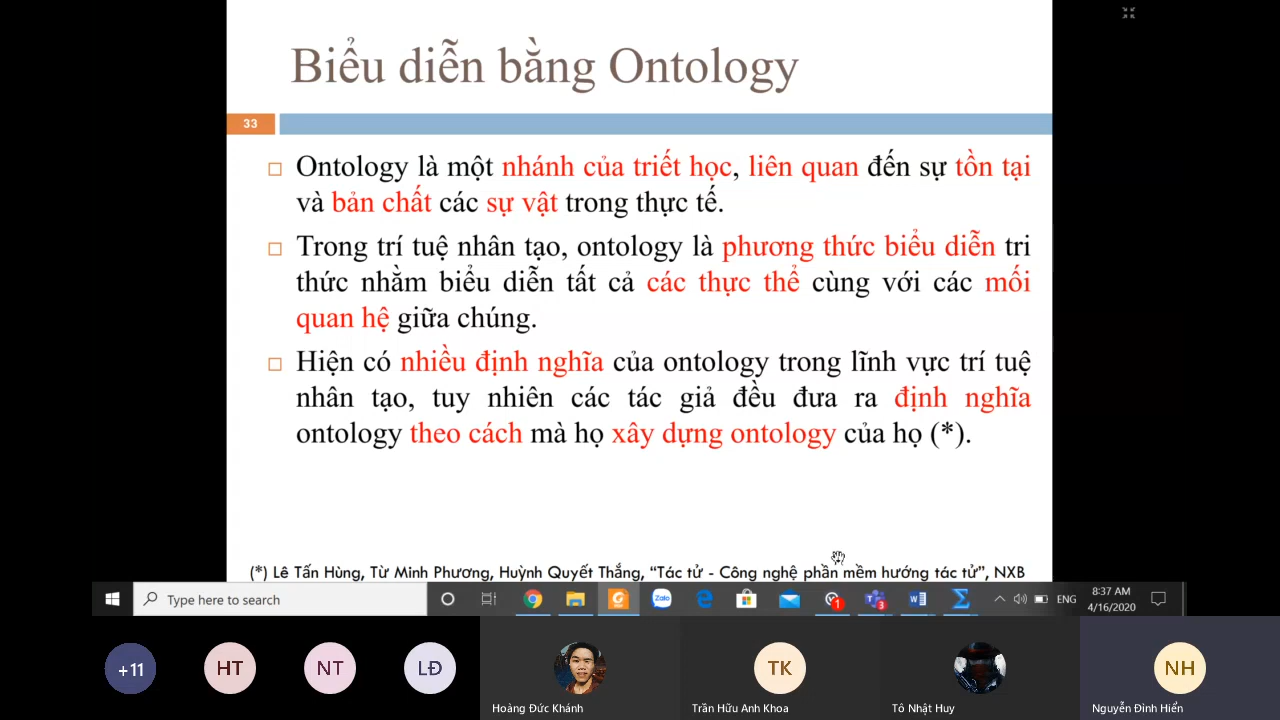 Biểu diễn bằng Ontology
33
Ontology là một nhánh của triết học, liên quan đến sự tồn tại
và bản chất các sự vật trong thực tế.
Trong trí tuệ nhân tạo, ontology là phương thức biểu diễn tri
thức nhằm biểu diễn tất cả các thực thể cùng với các mối
quan hệ giữa chúng.
Hiện có nhiều định nghĩa của ontology trong lĩnh vực trí tuệ
nhân tạo, tuy nhiên các tác giả đều đưa ra định nghĩa
ontology theo cách mà họ xây dựng ontology của họ (*).
(*) Lê Tấn Hùng, Từ Minh Phương, Huỳnh Quyết Thắng, “Tác tử - Công nghệ phần mềm hướng tác tử”, NXB
Type here to search
Zalo
1
3
ENG
8:37 AM
4/16/2020
+11
HT
NT
LĐ
TK
NH
Hoàng Đức Khánh
Trần Hữu Anh Khoa
Tô Nhật Huy
Nguyễn Đình Hiển